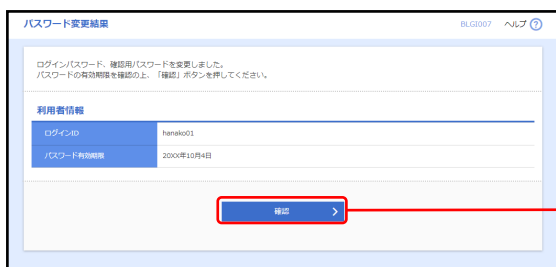 パスワード変更結果
BLGI007 ヘルプ ?
ログインパスワード、確認用パスワードを変更しました。
パスワードの有効期限を確認の上、「確認」ボタンを押してください。
利用者情報
ログインID hanako01
パスワード有効期限 20XX年10月4日
確認